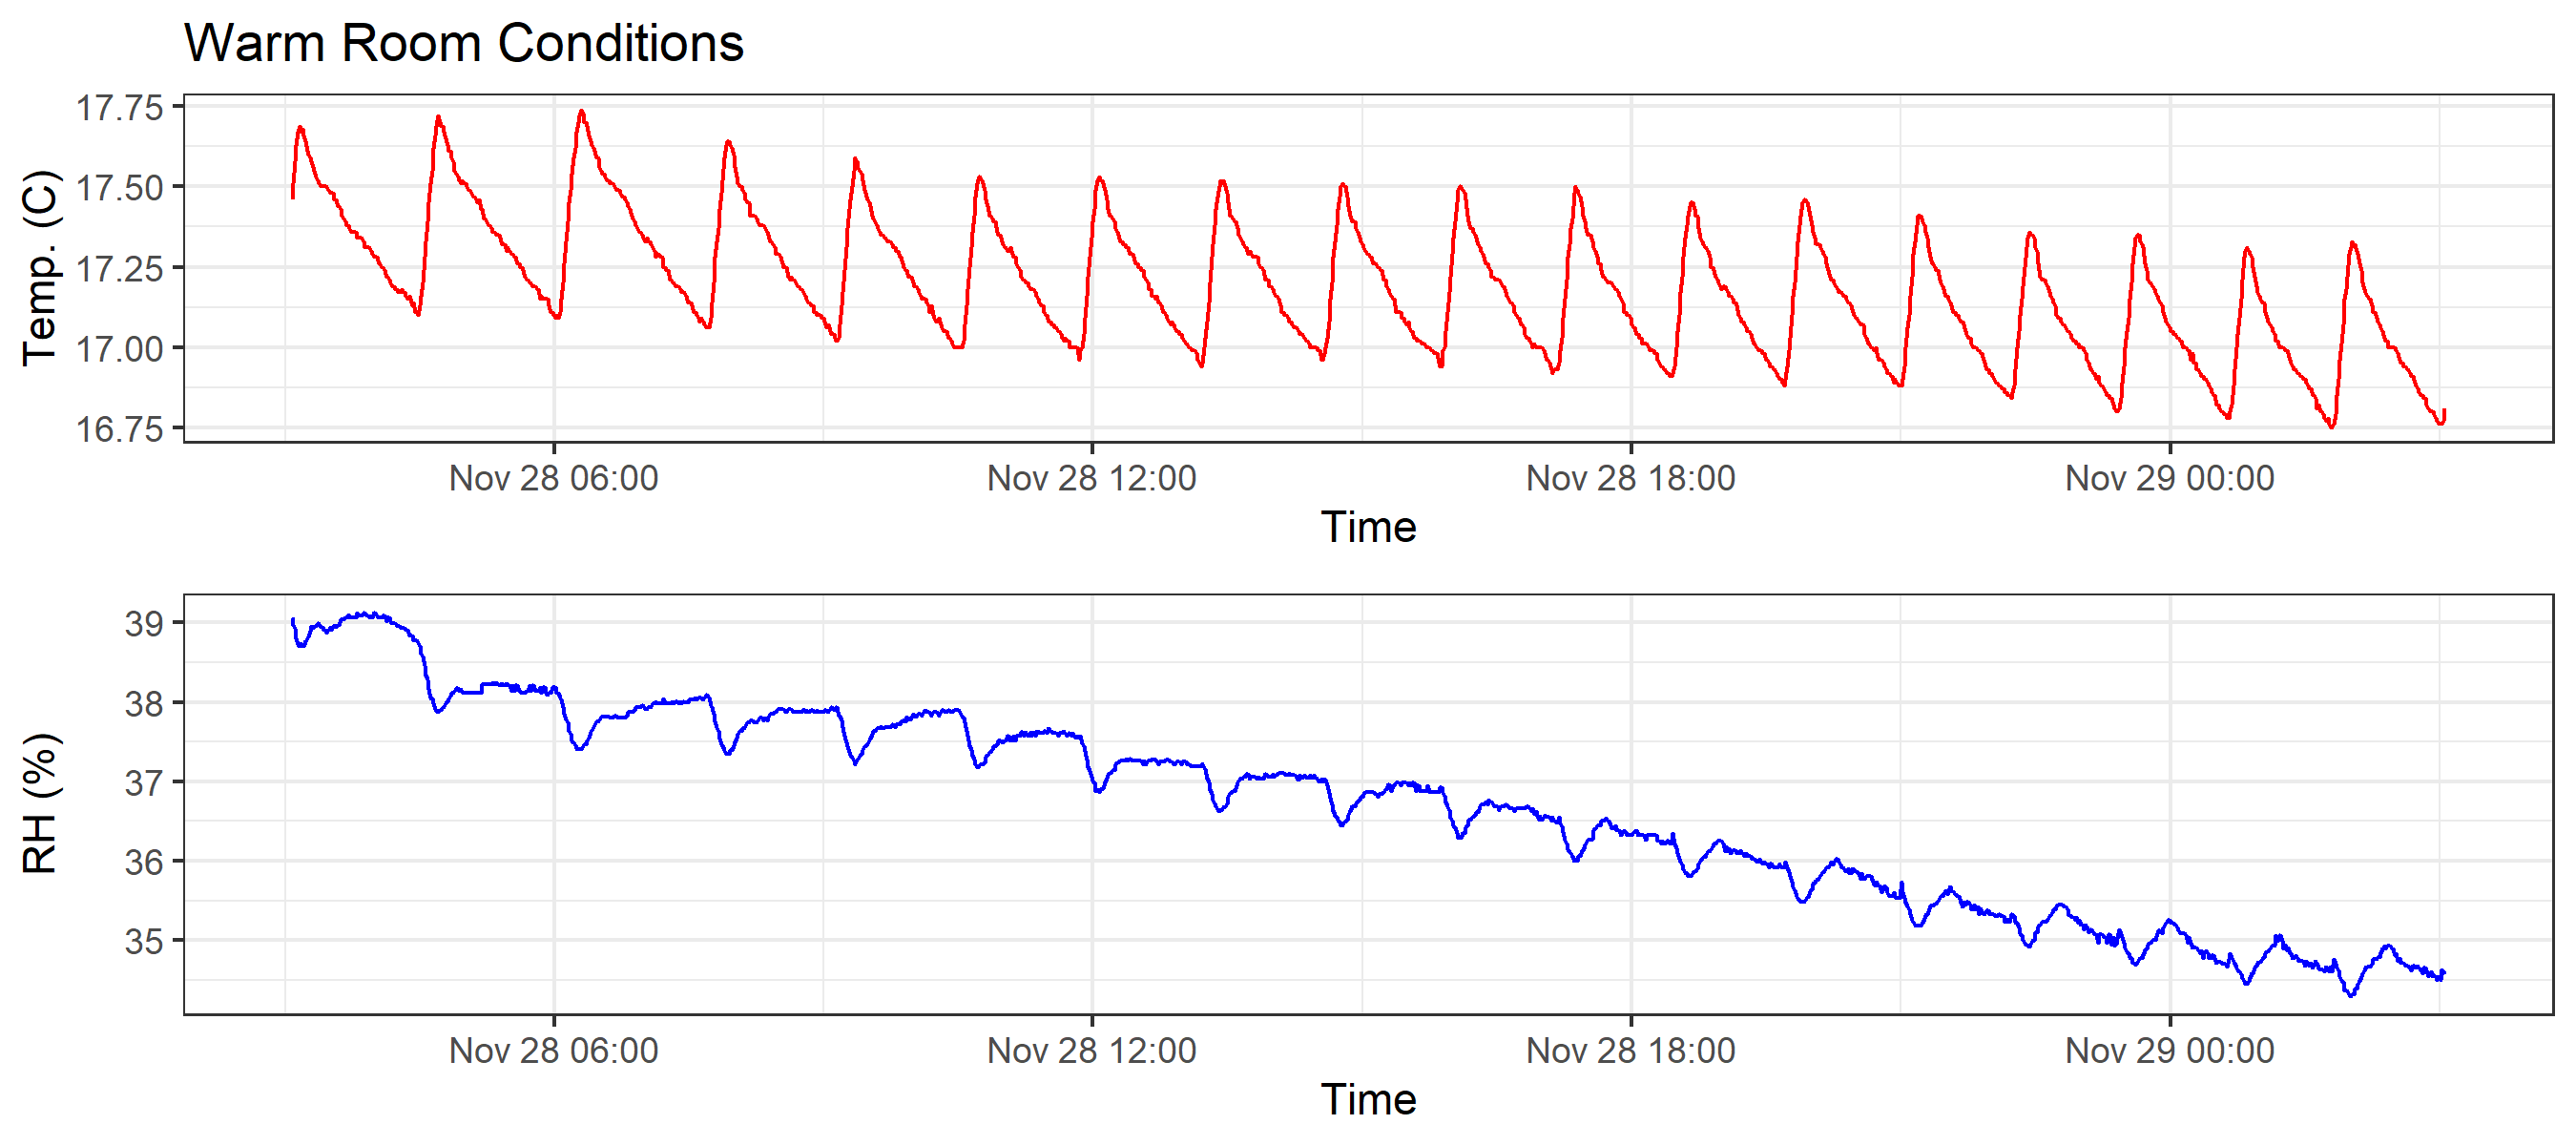 Warm Room Conditions
17.75
17.50
17.25
17.00
16.75
Temp. (C)
Nov 28 06:00 Nov 28 12:00 Nov 28 18:00 Nov 29 00:00
Time
39
38
37
36
35
RH (%)
Nov 28 06:00 Nov 28 12:00 Nov 28 18:00 Nov 29 00:00
Time